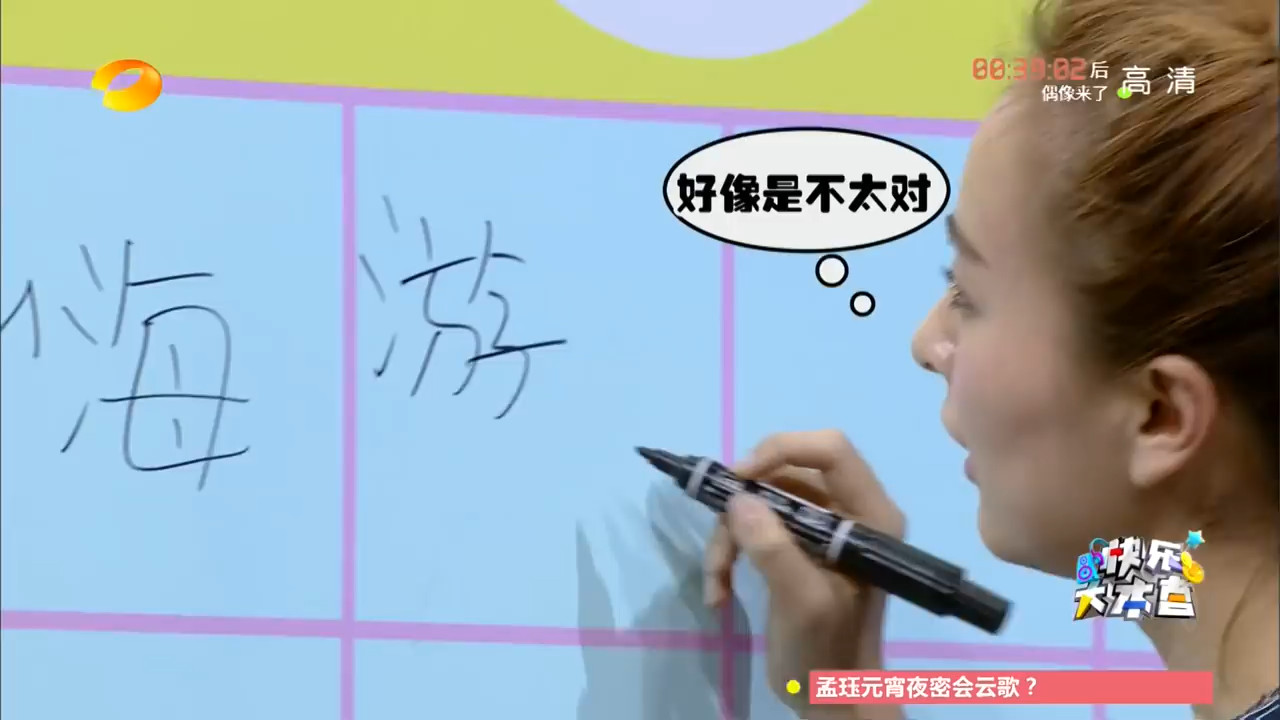 00:39:02后
偶像来了
高清
好像是不太对
海 游
快乐
大本营
孟珏元宵夜密会云歌？